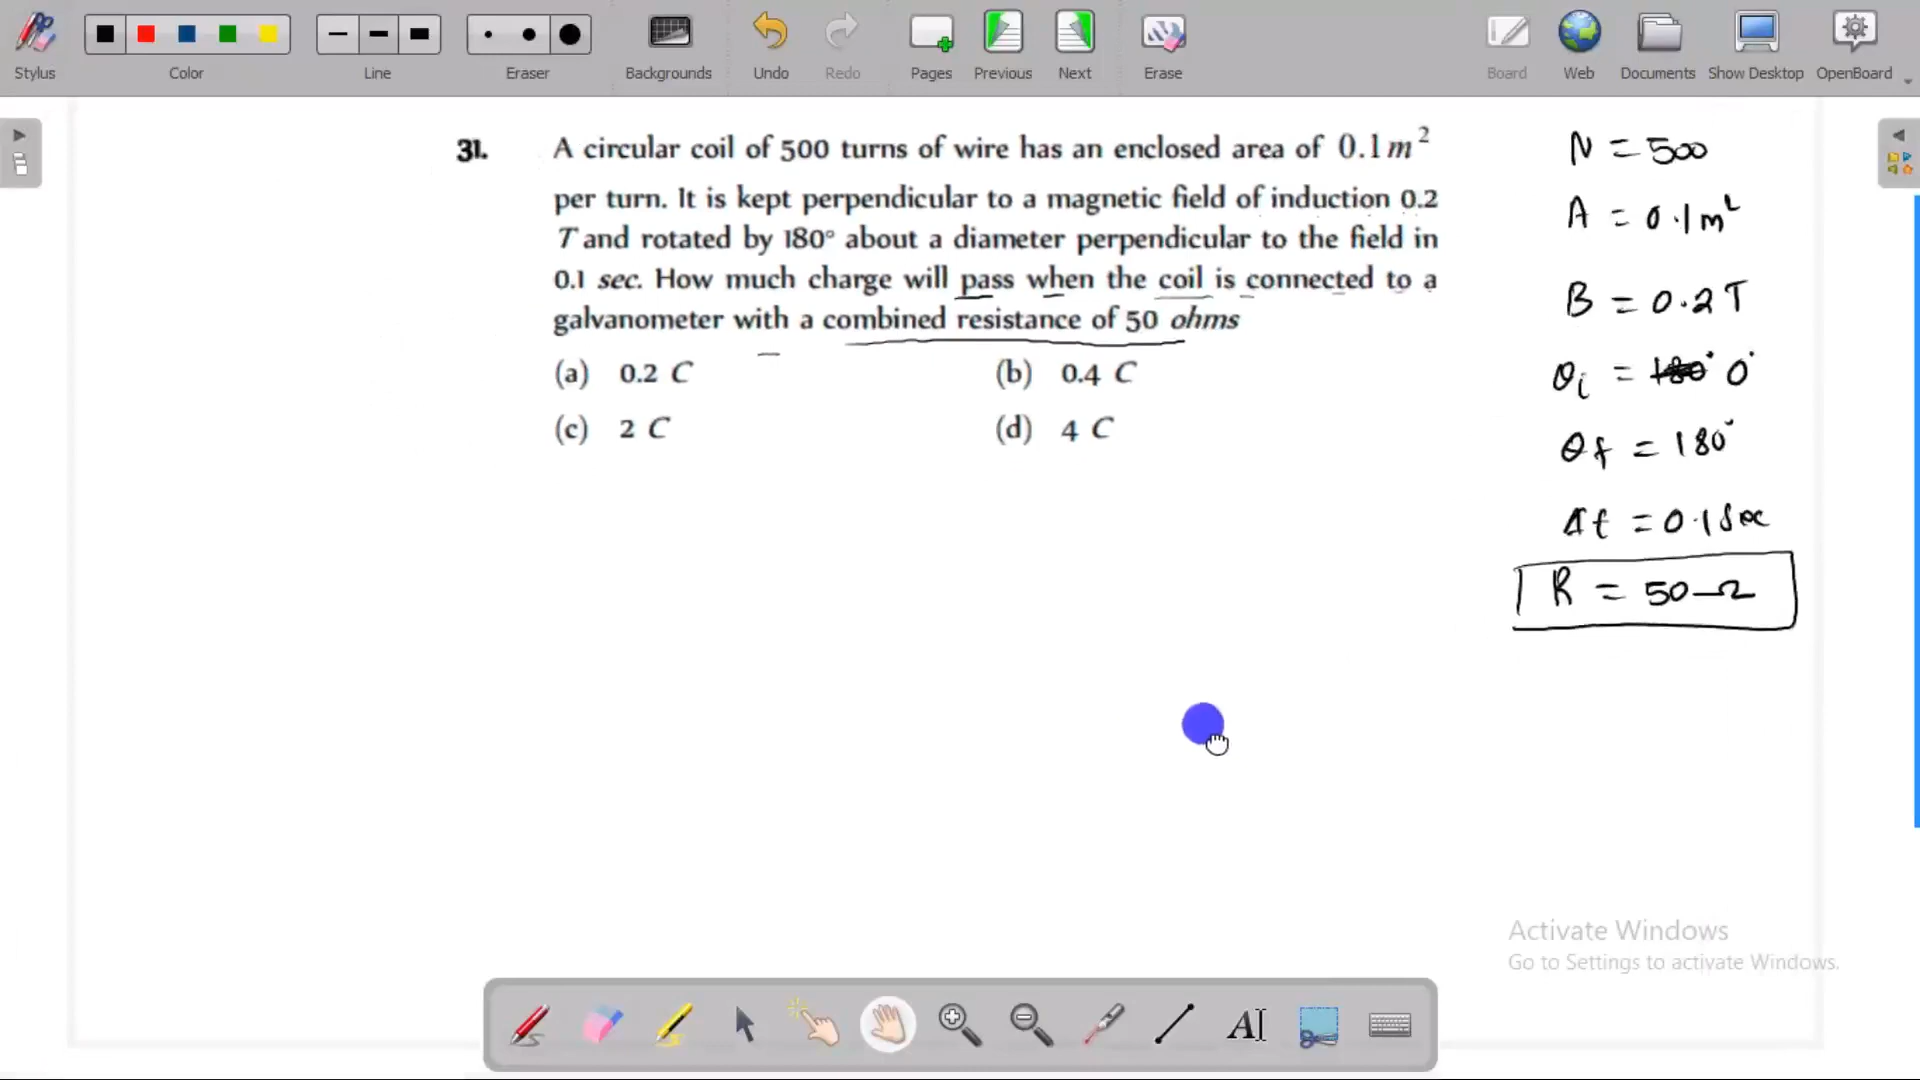 Stylus
Color
Line
Eraser
Backgrounds
Undo
Redo
Pages
Previous
Next
Erase
Board
Web
Documents
Show Desktop
OpenBoard
31. A circular coil of 500 turns of wire has an enclosed area of 0.1 m²
per turn. It is kept perpendicular to a magnetic field of induction 0.2
T and rotated by 180° about a diameter perpendicular to the field in
0.1 sec. How much charge will pass when the coil is connected to a
galvanometer with a combined resistance of 50 ohms
(a) 0.2 C (b) 0.4 C
(c) 2 C (d) 4 C
N = 500
A = 0.1 m²
B = 0.2 T
θi = 180° 0°
θf = 180°
Δt = 0.1 Sec
R = 50 Ω
Activate Windows
Go to Settings to activate Windows.
AI